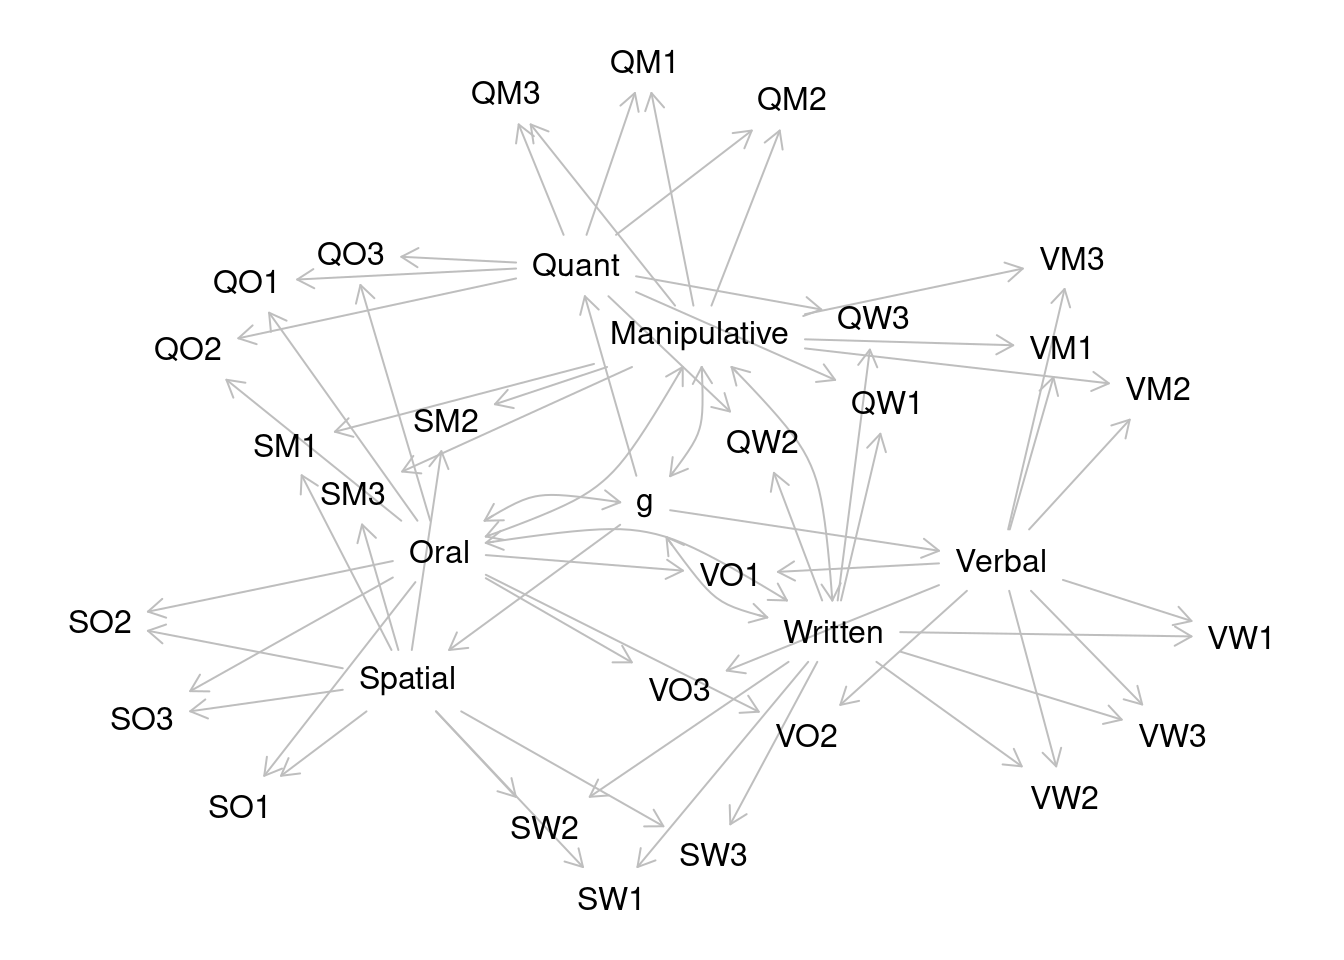 QM1
QM3
QM2
QO3
VM3
Quant
QO1
QW3
Manipulative
QO2
VM1
VM2
QW1
SM2
QW2
SM1
SM3
g
Oral
Verbal
VO1
SO2
Written
VW1
Spatial
VO3
SO3
VO2
VW3
VW2
SO1
SW2
SW3
SW1